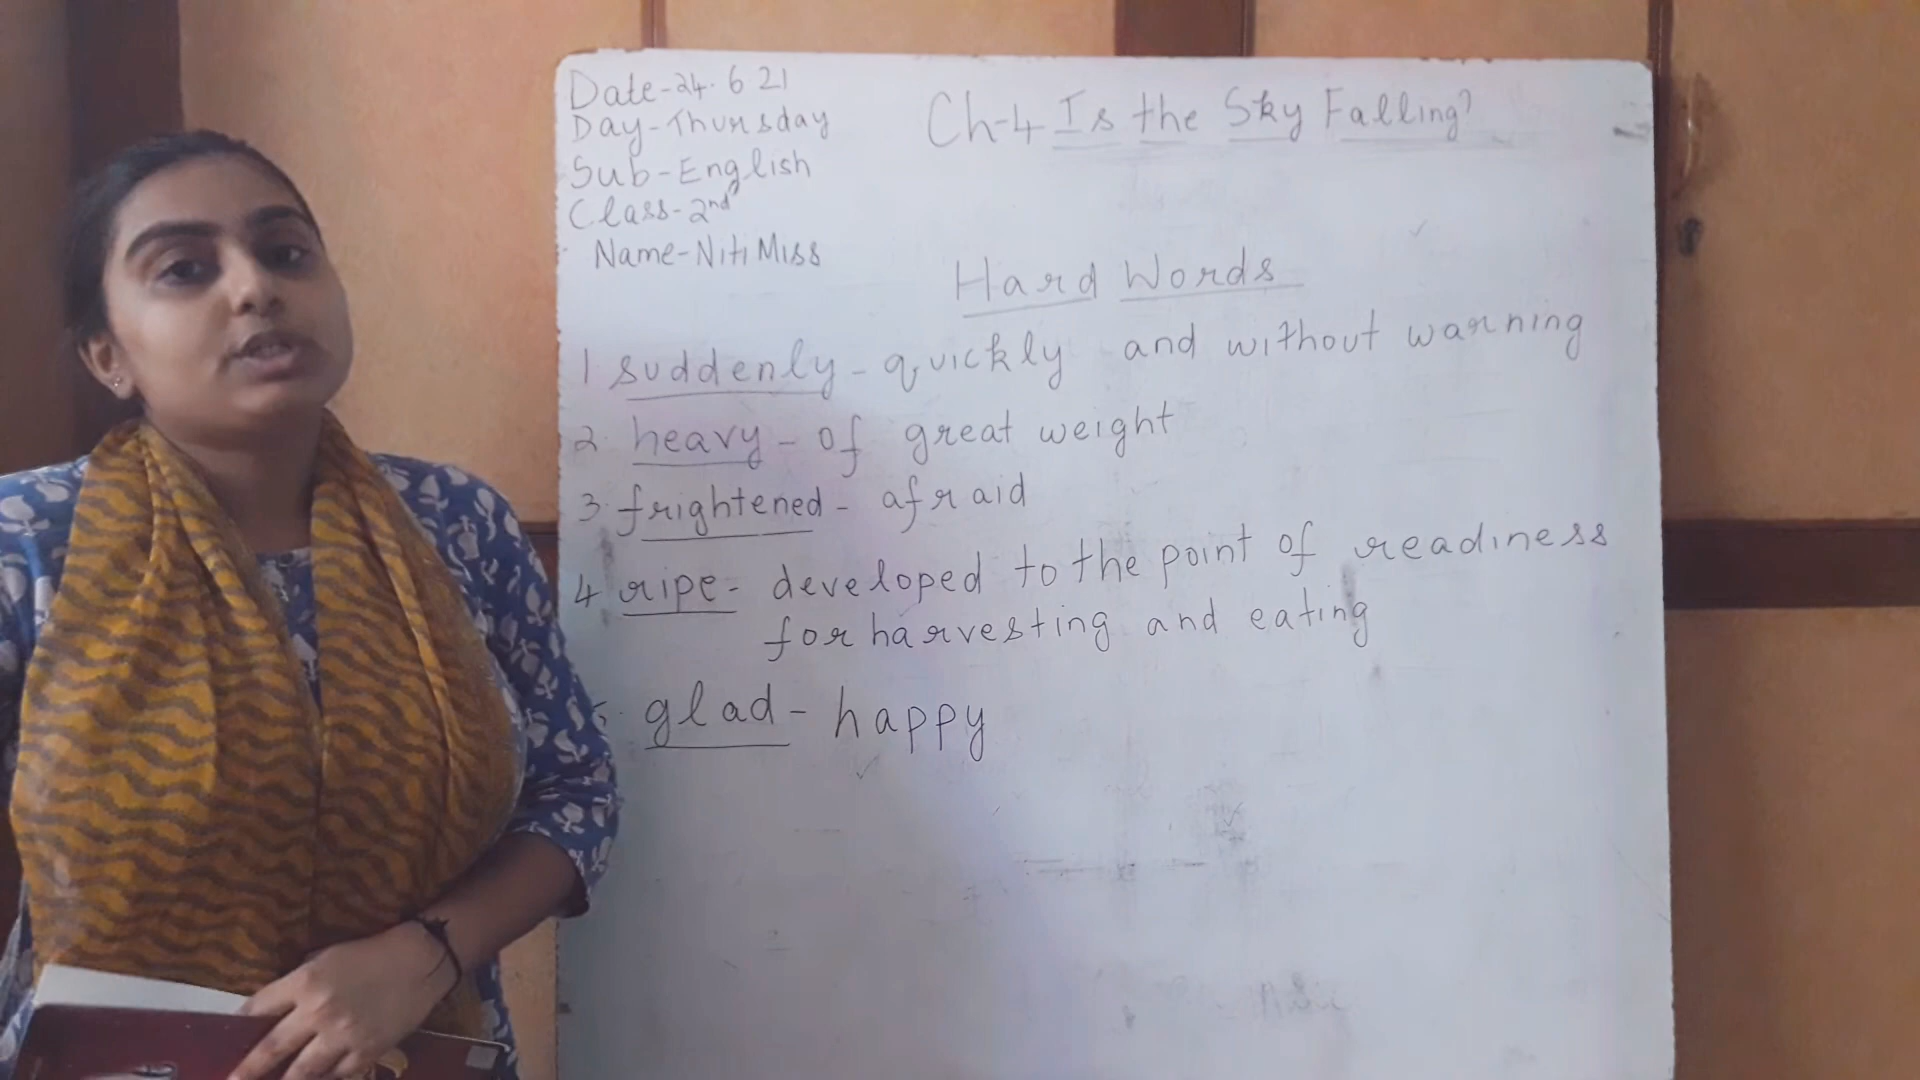 Date-24.6 21
Day-Thursday
Sub-English
Class-2nd
Name-Niti Miss
Ch-4 Is the Sky Falling?
Hard Words
1 suddenly - quickly and without warning
2. heavy - of great weight
3. frightened - afraid
4 ripe - developed to the point of readiness
for harvesting and eating
5. glad - happy